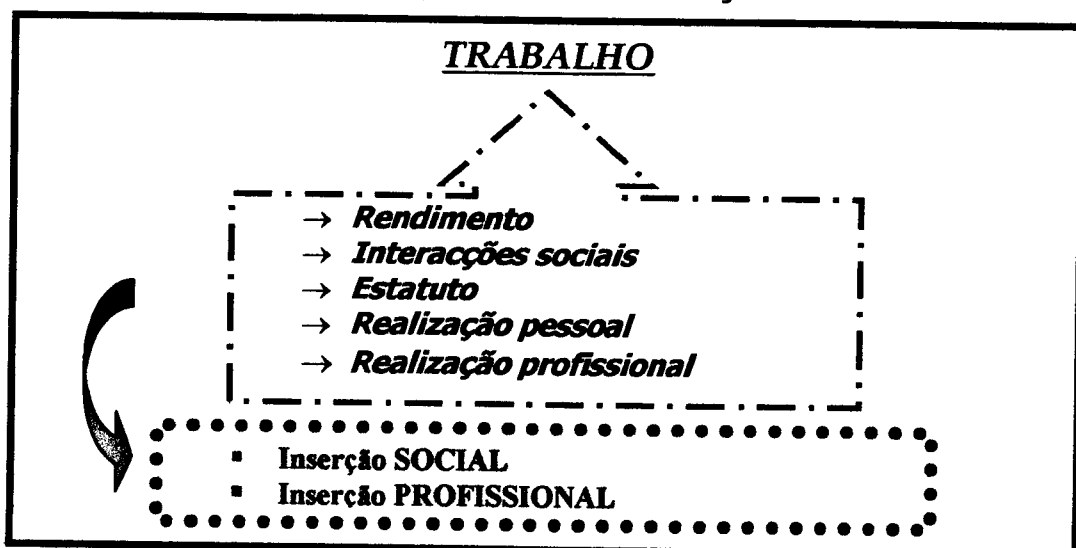 TRABALHO
→ Rendimento
→ Interacções sociais
→ Estatuto
→ Realização pessoal
→ Realização profissional
▪ Inserção SOCIAL
▪ Inserção PROFISSIONAL